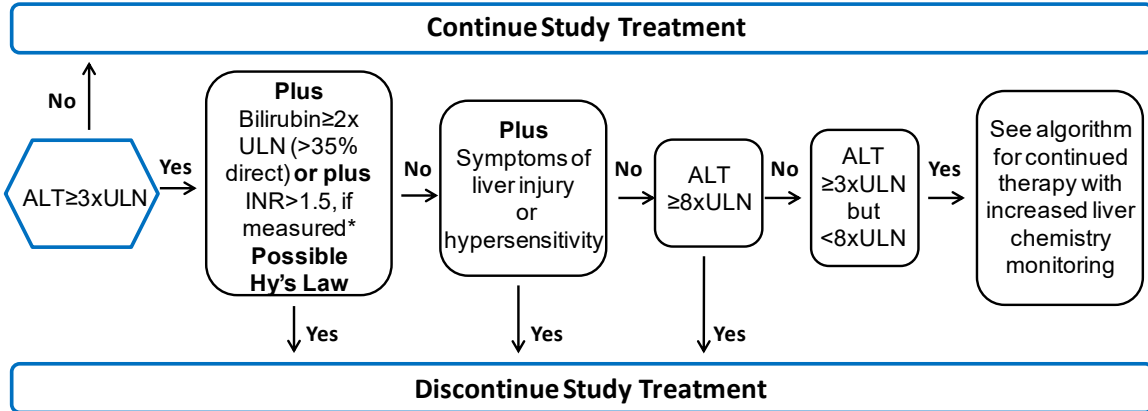 Continue Study Treatment
No
ALT≥3xULN
Yes
Plus
Bilirubin≥2x
ULN (>35%
direct) or plus
INR>1.5, if
measured*
Possible
Hy's Law
No
Yes
Plus
Symptoms of
liver injury
or
hypersensitivity
No
Yes
ALT
≥8xULN
No
Yes
ALT
≥3xULN
but
<8xULN
Yes
See algorithm
for continued
therapy with
increased liver
chemistry
monitoring
Discontinue Study Treatment